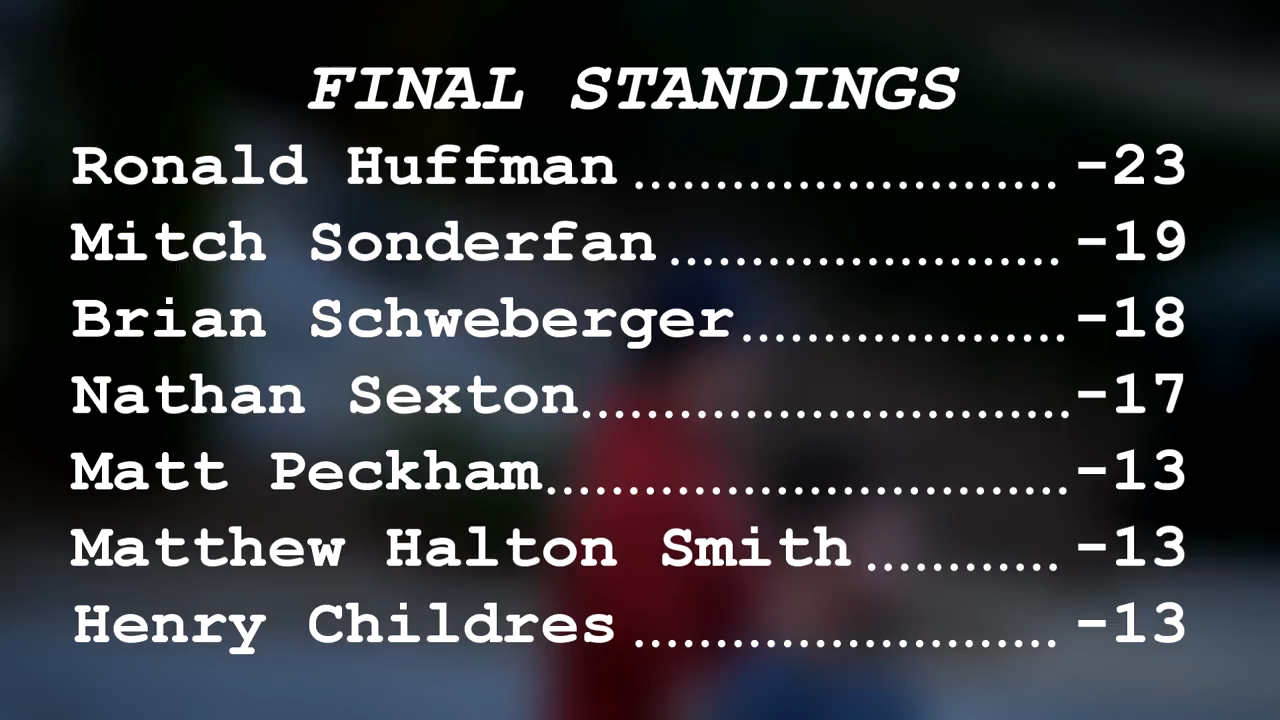 FINAL STANDINGS
Ronald Huffman .......................... -23
Mitch Sonderfan ........................ -19
Brian Schweberger.................... -18
Nathan Sexton..............................-17
Matt Peckham................................-13
Matthew Halton Smith ............ -13
Henry Childres .......................... -13